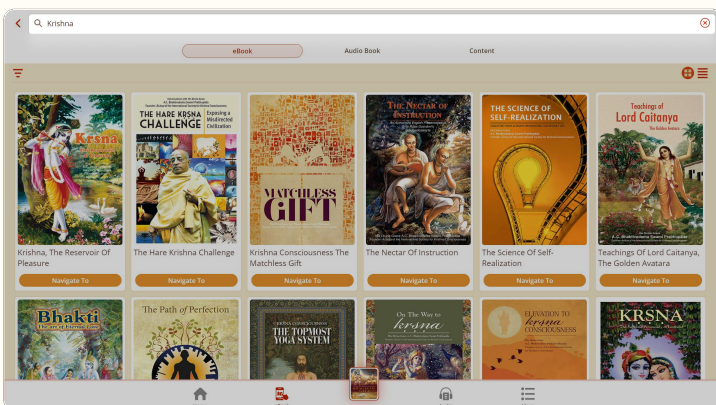 Krishna
eBook
Audio Book
Content
Krsna
THE HARE KRSNA
CHALLENGE
Exposing a
Misdirected
Civilization
MATCHLESS
GIFT
THE NECTAR OF
INSTRUCTION
THE SCIENCE OF
SELF-REALIZATION
Teachings of
Lord Caitanya
The Golden Avatara
Krishna, The Reservoir Of
Pleasure
The Hare Krishna Challenge
Krishna Consciousness The
Matchless Gift
The Nectar Of Instruction
The Science Of Self-
Realization
Teachings Of Lord Caitanya,
The Golden Avatara
Navigate To
Navigate To
Navigate To
Navigate To
Navigate To
Navigate To
Bhakti
The Art of Eternal Love
The Path of Perfection
THE TOPMOST
YOGA SYSTEM
On The Way to
krsna
ELEVATION TO
krsna
CONSCIOUSNESS
KRSNA